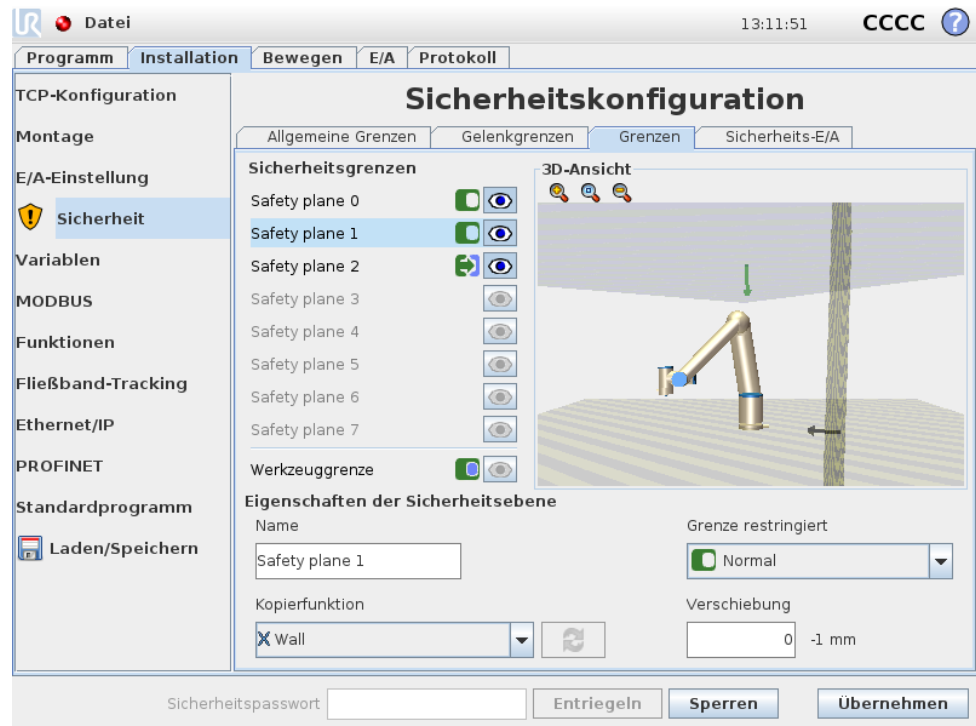 UR Datei 13:11:51 CCCC ?
Programm Installation Bewegen E/A Protokoll
TCP-Konfiguration
Montage
E/A-Einstellung
Sicherheit
Variablen
MODBUS
Funktionen
Fließband-Tracking
Ethernet/IP
PROFINET
Standardprogramm
Laden/Speichern
Sicherheitskonfiguration
Allgemeine Grenzen Gelenkgrenzen Grenzen Sicherheits-E/A
Sicherheitsgrenzen
Safety plane 0
Safety plane 1
Safety plane 2
Safety plane 3
Safety plane 4
Safety plane 5
Safety plane 6
Safety plane 7
Werkzeuggrenze
3D-Ansicht
Eigenschaften der Sicherheitsebene
Name
Safety plane 1
Grenze restringiert
Normal
Kopierfunktion
Wall
Verschiebung
0 -1 mm
Sicherheitspasswort Entriegeln Sperren Übernehmen